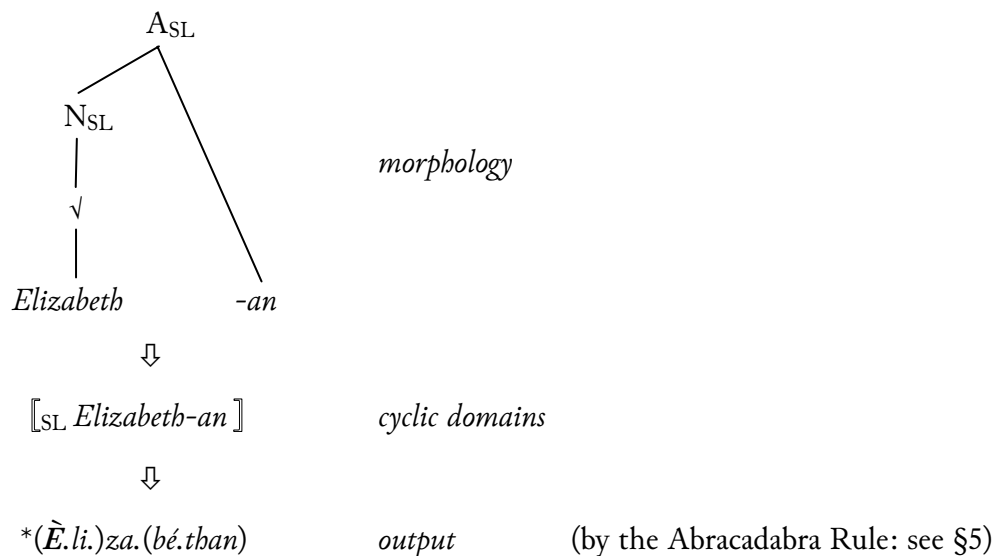 A_SL
N_SL
morphology
√
Elizabeth -an
⇩
⟦_SL Elizabeth-an⟧ cyclic domains
⇩
*(È.li.)za.(bé.than) output (by the Abracadabra Rule: see §5)